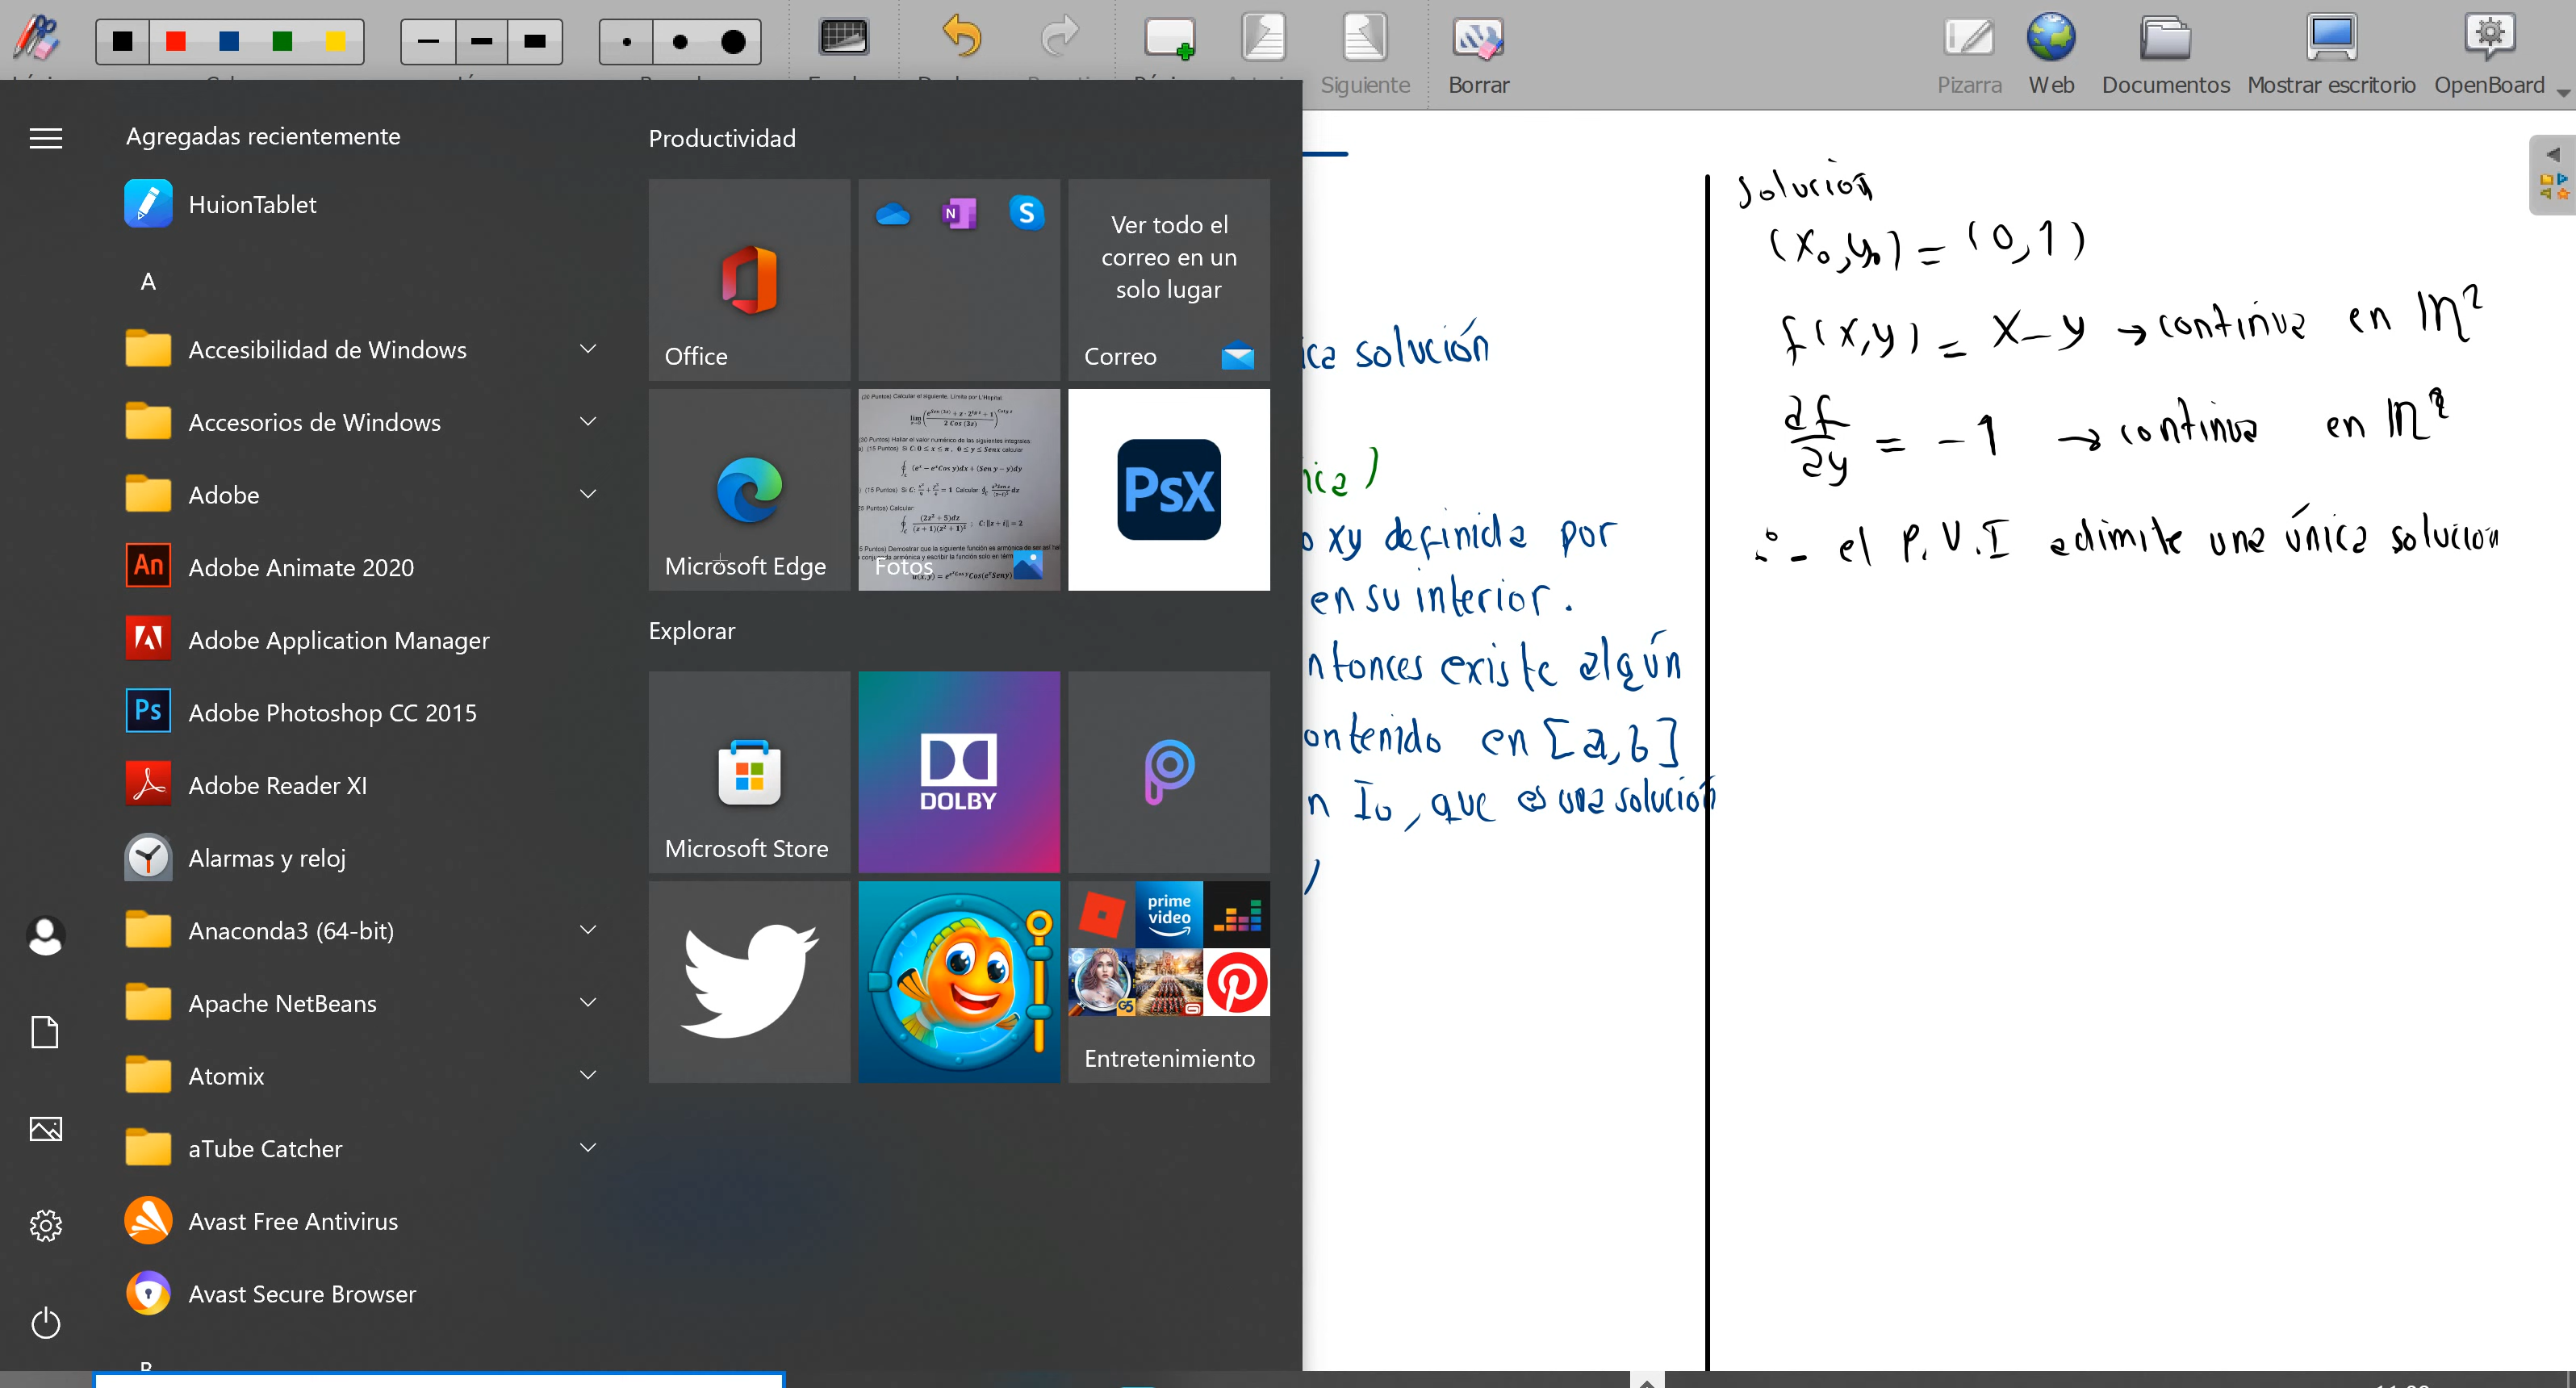 Siguiente
Borrar
Pizarra
Web
Documentos
Mostrar escritorio
OpenBoard
Agregadas recientemente
HuionTablet
A
Accesibilidad de Windows
Accesorios de Windows
Adobe
Adobe Animate 2020
Adobe Application Manager
Adobe Photoshop CC 2015
Adobe Reader XI
Alarmas y reloj
Anaconda3 (64-bit)
Apache NetBeans
Atomix
aTube Catcher
Avast Free Antivirus
Avast Secure Browser
Productividad
Office
Ver todo el
correo en un
solo lugar
Correo
Microsoft Edge
Fotos
PsX
Explorar
Microsoft Store
DOLBY
prime
video
Entretenimiento
solución
xy definida por
en su interior.
existe algún
en [a,b]
I₀, que es una solución
Solución
(x₀,y₀) = (0,1)
f(x,y) = x-y → continua en ℝ²
∂f/∂y = -1 → continua en ℝ²
∴ el P.V.I admite una única solución